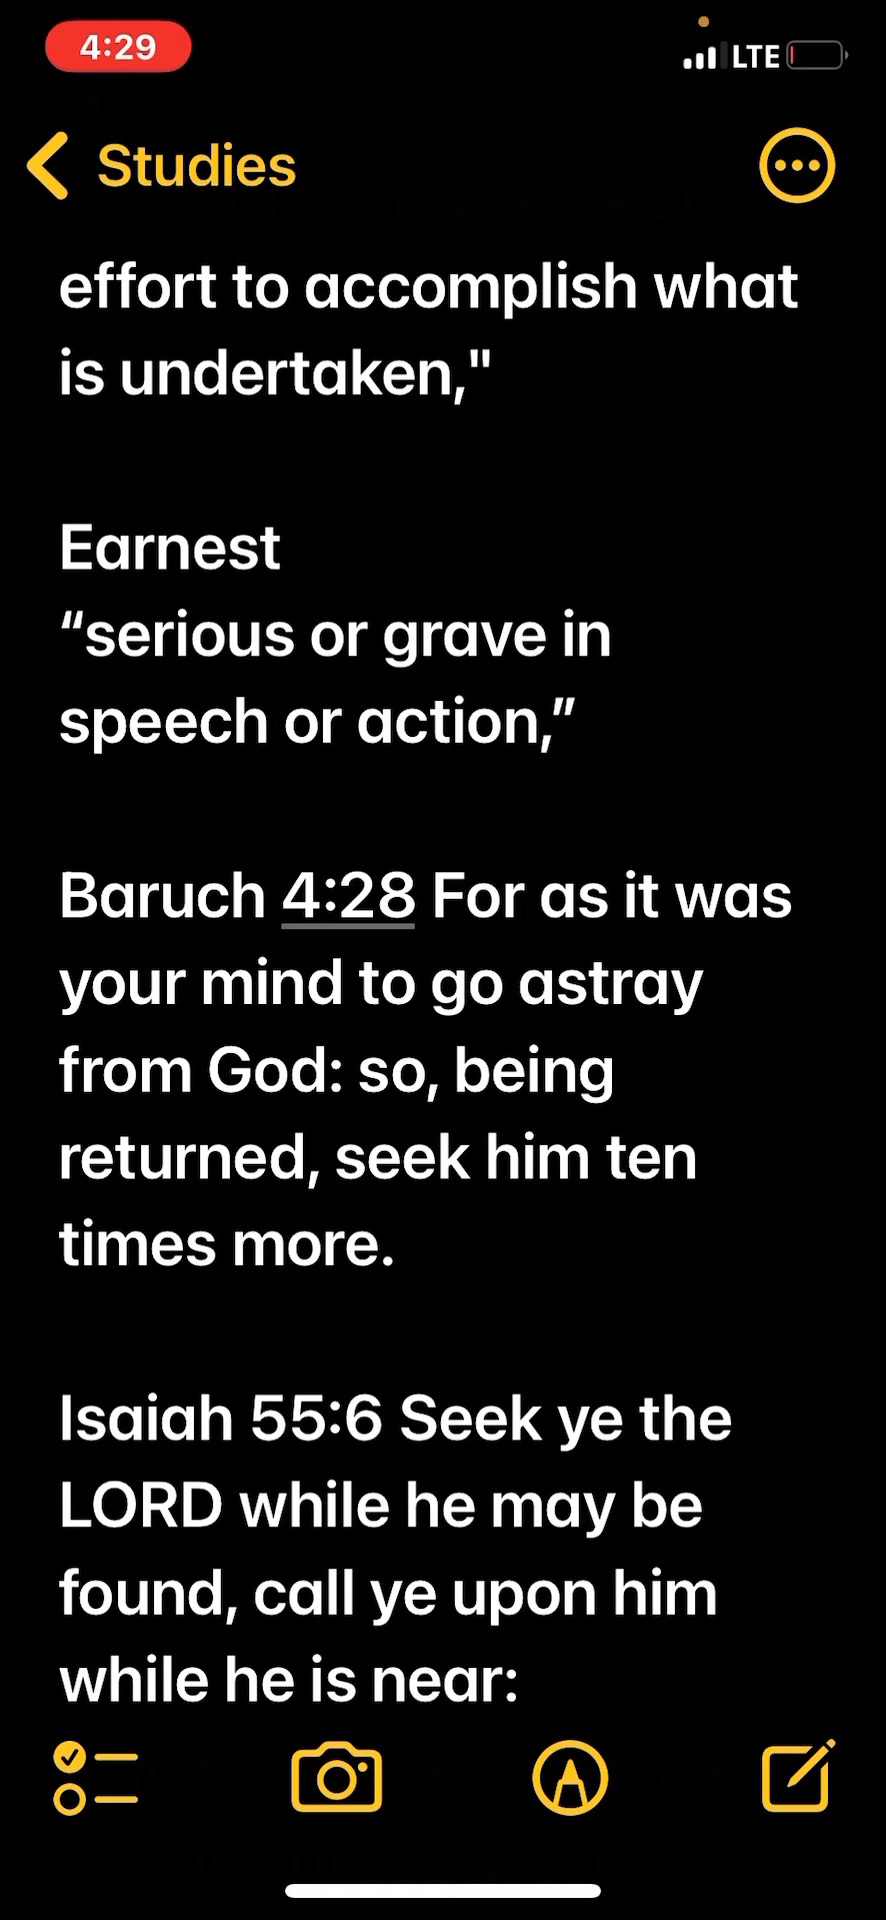 4:29
LTE
Studies
effort to accomplish what
is undertaken,"
Earnest
“serious or grave in
speech or action,”
Baruch 4:28 For as it was
your mind to go astray
from God: so, being
returned, seek him ten
times more.
Isaiah 55:6 Seek ye the
LORD while he may be
found, call ye upon him
while he is near: